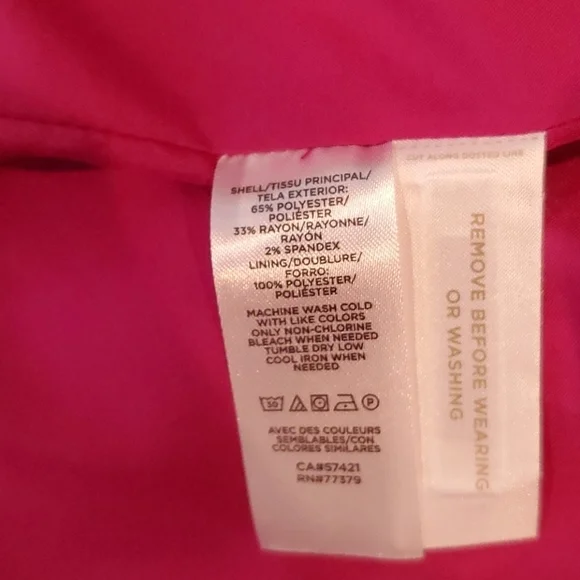 SHELL/TISSU PRINCIPAL/
TELA EXTERIOR:
65% POLYESTER/
POLIÉSTER
33% RAYON/RAYONNE/
RAYÓN
2% SPANDEX
LINING/DOUBLURE/
FORRO:
100% POLYESTER/
POLIÉSTER
MACHINE WASH COLD
WITH LIKE COLORS
ONLY NON-CHLORINE
BLEACH WHEN NEEDED
TUMBLE DRY LOW
COOL IRON WHEN
NEEDED
30 P
AVEC DES COULEURS
SEMBLABLES/CON
COLORES SIMILARES
CA#57421
RN#77379
CUT ALONG DOTTED LINE
REMOVE BEFORE WEARING
OR WASHING